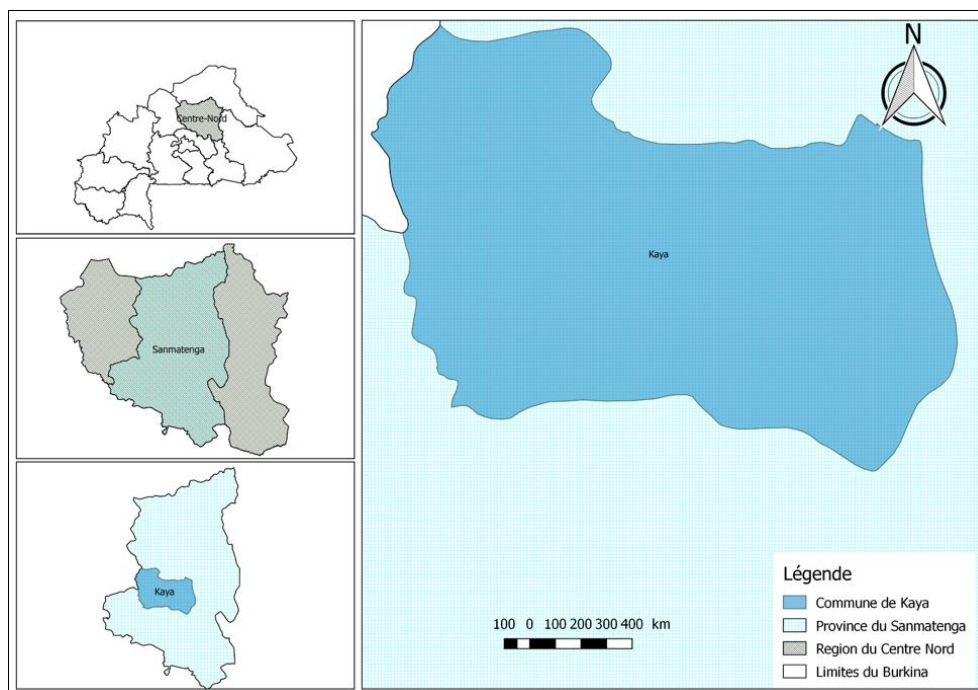 Centre-Nord
Sanmatenga
Kaya
N
Kaya
100 0 100 200 300 400 km
Légende
Commune de Kaya
Province du Sanmatenga
Region du Centre Nord
Limites du Burkina